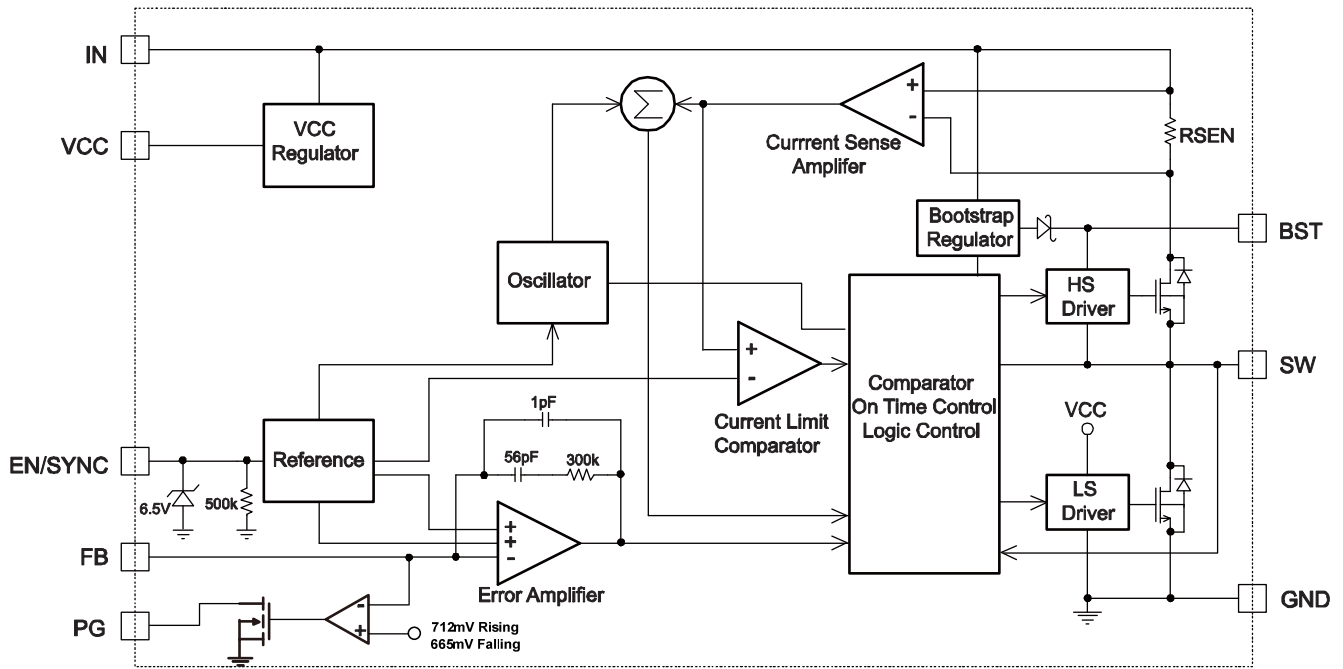 IN
VCC
VCC
Regulator
Σ
+
-
Currrent Sense
Amplifer
RSEN
Bootstrap
Regulator
BST
Oscillator
HS
Driver
+
-
Current Limit
Comparator
SW
Comparator
On Time Control
Logic Control
VCC
1pF
56pF
300k
EN/SYNC
Reference
6.5V
500k
LS
Driver
+
+
-
Error Amplifier
FB
PG
-
+
712mV Rising
665mV Falling
GND